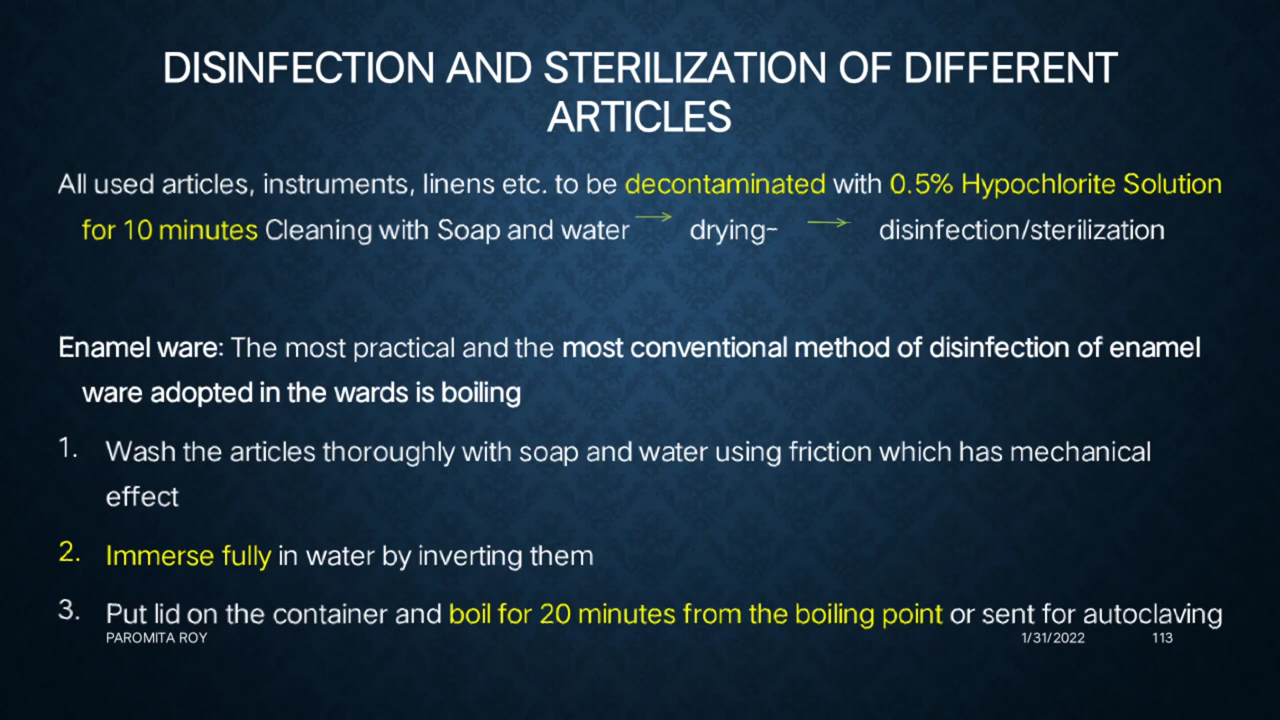 DISINFECTION AND STERILIZATION OF DIFFERENT
ARTICLES
All used articles, instruments, linens etc. to be decontaminated with 0.5% Hypochlorite Solution
for 10 minutes Cleaning with Soap and water → drying- → disinfection/sterilization
Enamel ware: The most practical and the most conventional method of disinfection of enamel
ware adopted in the wards is boiling
1. Wash the articles thoroughly with soap and water using friction which has mechanical
effect
2. Immerse fully in water by inverting them
3. Put lid on the container and boil for 20 minutes from the boiling point or sent for autoclaving
PAROMITA ROY 1/31/2022 113